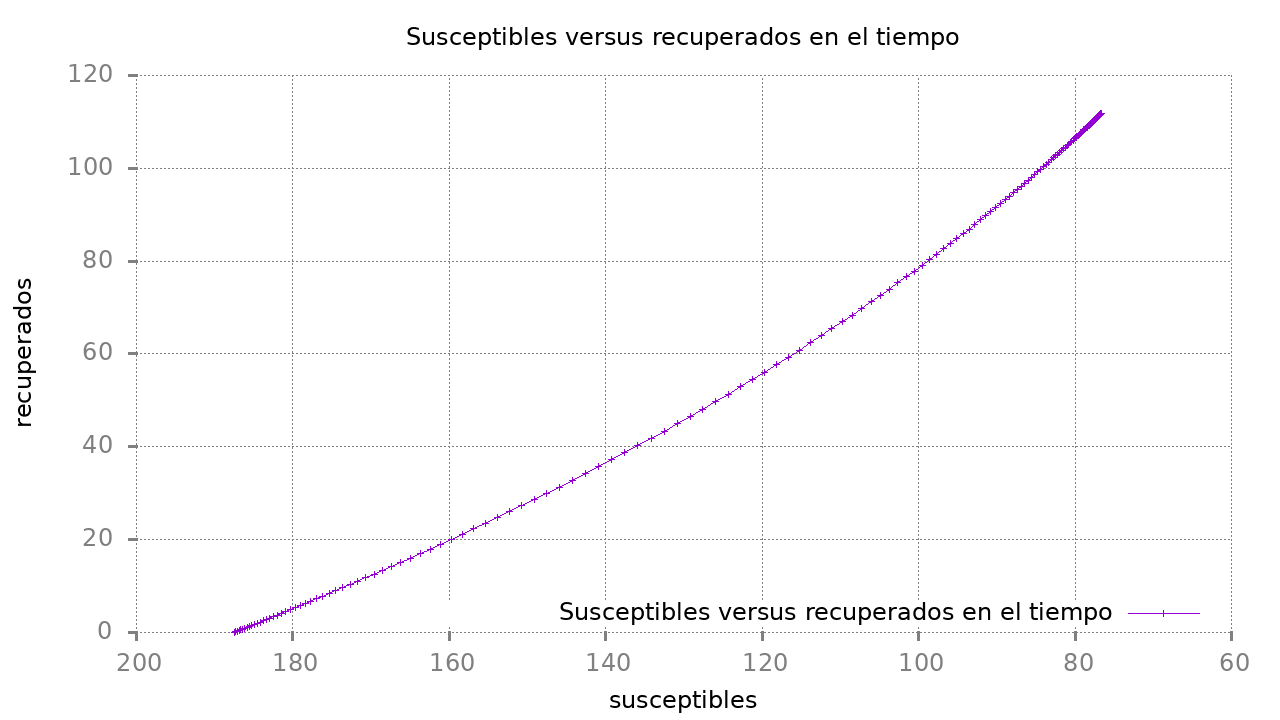 Susceptibles versus recuperados en el tiempo
120
100
80
60
40
20
0
recuperados
Susceptibles versus recuperados en el tiempo
200 180 160 140 120 100 80 60
susceptibles